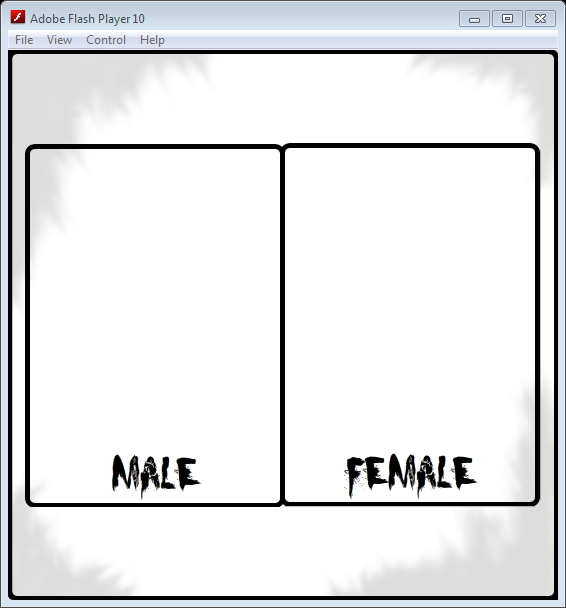 Adobe Flash Player 10
File View Control Help
MALE FEMALE